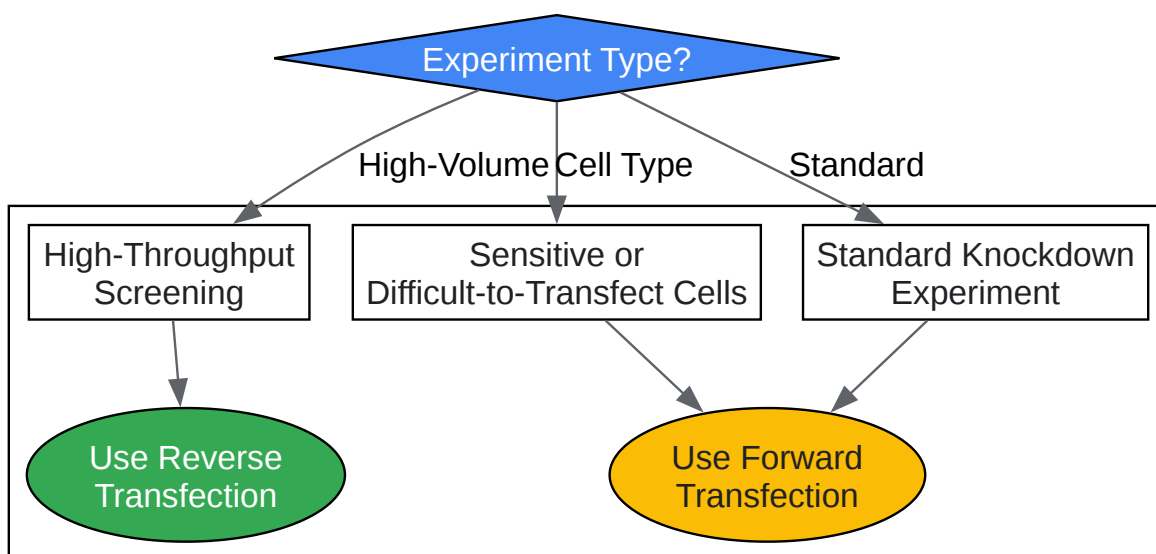 Experiment Type?
High-Volume
Cell Type
Standard
High-Throughput
Screening
Sensitive or
Difficult-to-Transfect Cells
Standard Knockdown
Experiment
Use Reverse
Transfection
Use Forward
Transfection